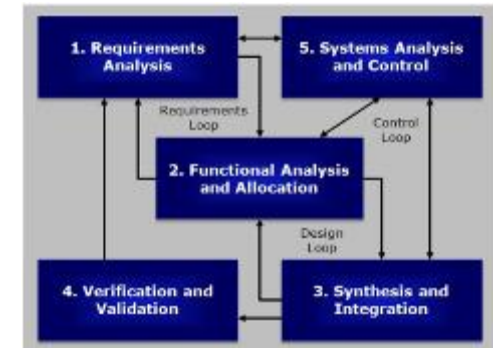 1. Requirements
Analysis
5. Systems Analysis
and Control
Requirements
Loop
Control
Loop
2. Functional Analysis
and Allocation
Design
Loop
4. Verification and
Validation
3. Synthesis and
Integration